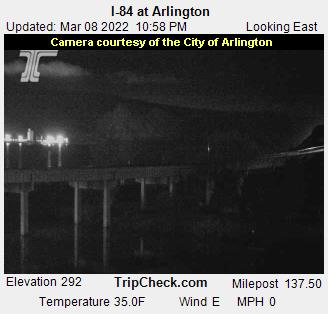 I-84 at Arlington
Updated: Mar 08 2022 10:58 PM Looking East
Camera courtesy of the City of Arlington
Elevation 292 TripCheck.com Milepost 137.50
Temperature 35.0F Wind E MPH 0